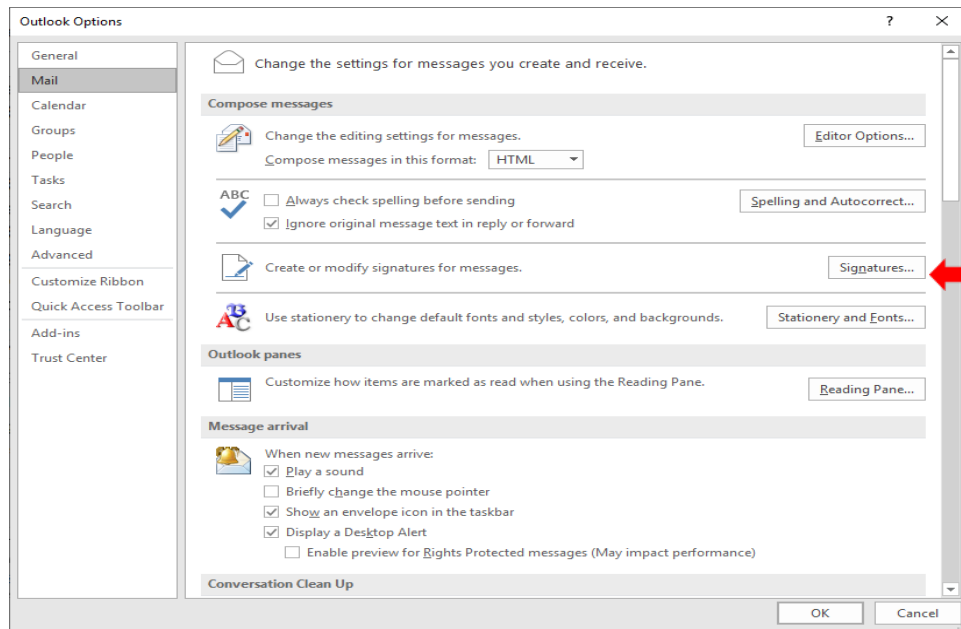 Outlook Options ? ×
General
Mail
Calendar
Groups
People
Tasks
Search
Language
Advanced
Customize Ribbon
Quick Access Toolbar
Add-ins
Trust Center
Change the settings for messages you create and receive.
Compose messages
Change the editing settings for messages.
Editor Options...
Compose messages in this format: HTML
ABC
Always check spelling before sending
Spelling and Autocorrect...
Ignore original message text in reply or forward
Create or modify signatures for messages.
Signatures...
Use stationery to change default fonts and styles, colors, and backgrounds.
Stationery and Fonts...
Outlook panes
Customize how items are marked as read when using the Reading Pane.
Reading Pane...
Message arrival
When new messages arrive:
Play a sound
Briefly change the mouse pointer
Show an envelope icon in the taskbar
Display a Desktop Alert
Enable preview for Rights Protected messages (May impact performance)
Conversation Clean Up
OK
Cancel